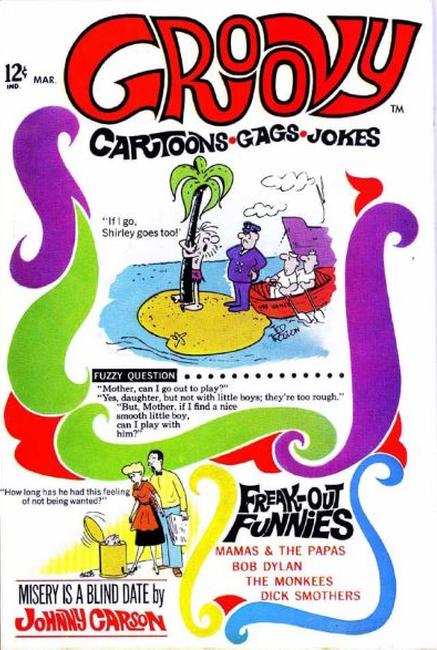 GROOVY
TM
12¢
IND.
MAR.
CARTOONS • GAGS • JOKES
"If I go,
Shirley goes too!"
FUZZY QUESTION
"Mother, can I go out to play?"
"Yes, daughter, but not with little boys; they're too rough."
"But, Mother, if I find a nice
smooth little boy,
can I play with
him?"
"How long has he had this feeling
of not being wanted?"
FREAK-OUT
FUNNIES
MAMAS & THE PAPAS
BOB DYLAN
THE MONKEES
DICK SMOTHERS
MISERY IS A BLIND DATE by
JOHNNY CARSON